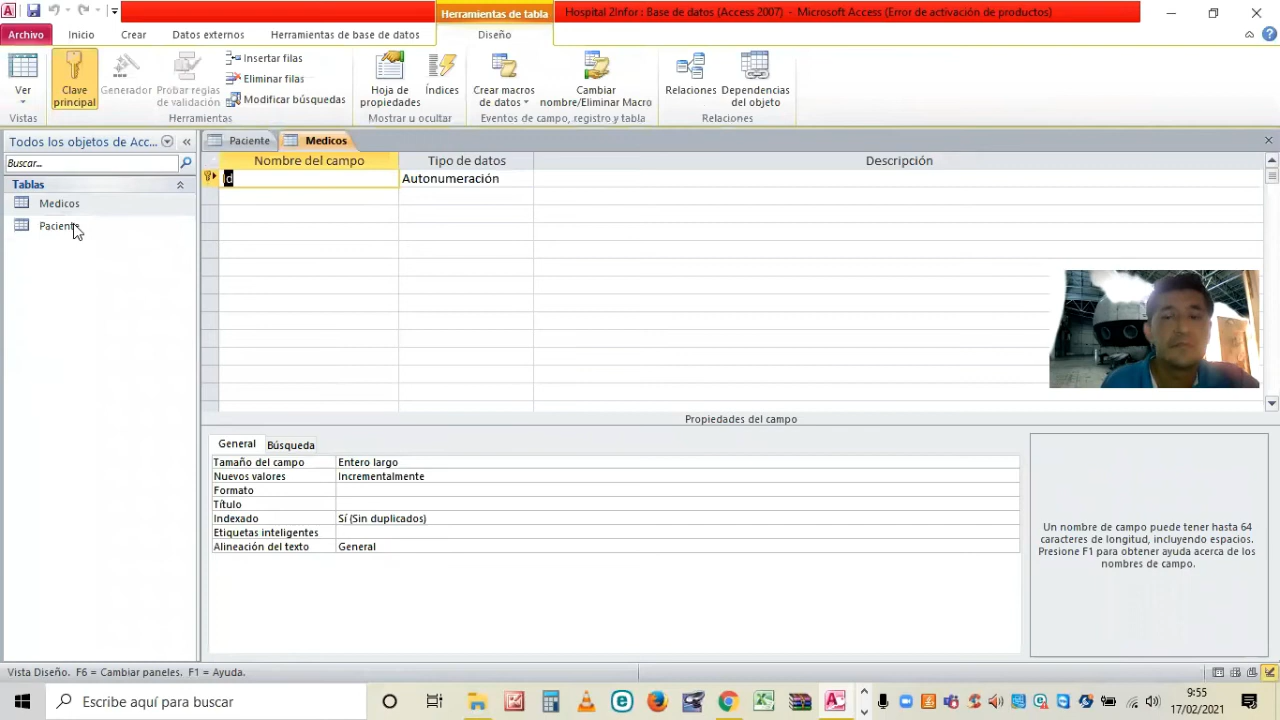 Herramientas de tabla
Hospital 2Infor : Base de datos (Access 2007) - Microsoft Access (Error de activación de productos)
Archivo
Inicio
Crear
Datos externos
Herramientas de base de datos
Diseño
Ver
Clave principal
Generador
Probar reglas de validación
Insertar filas
Eliminar filas
Modificar búsquedas
Hoja de propiedades
Índices
Crear macros de datos
Cambiar nombre/Eliminar Macro
Relaciones
Dependencias del objeto
Vistas
Herramientas
Mostrar u ocultar
Eventos de campo, registro y tabla
Relaciones
Todos los objetos de Acc...
Buscar...
Tablas
Medicos
Paciente
Paciente
Medicos
Nombre del campo
Tipo de datos
Descripción
Id
Autonumeración
Propiedades del campo
General
Búsqueda
Tamaño del campo
Entero largo
Nuevos valores
Incrementalmente
Formato
Título
Indexado
Sí (Sin duplicados)
Etiquetas inteligentes
Alineación del texto
General
Un nombre de campo puede tener hasta 64
caracteres de longitud, incluyendo espacios.
Presione F1 para obtener ayuda acerca de los
nombres de campo.
Vista Diseño. F6 = Cambiar paneles. F1 = Ayuda.
Escribe aquí para buscar
9:55
17/02/2021